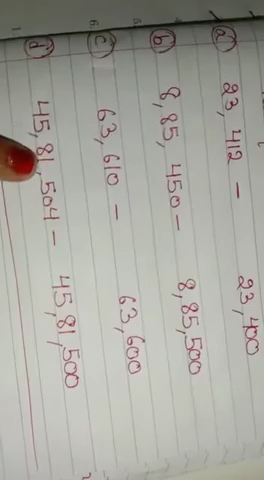 (a) 23,412 - 23,400
(b) 8,85,450 - 8,85,500
(c) 63,610 - 63,600
(d) 45,81,504 - 45,81,500